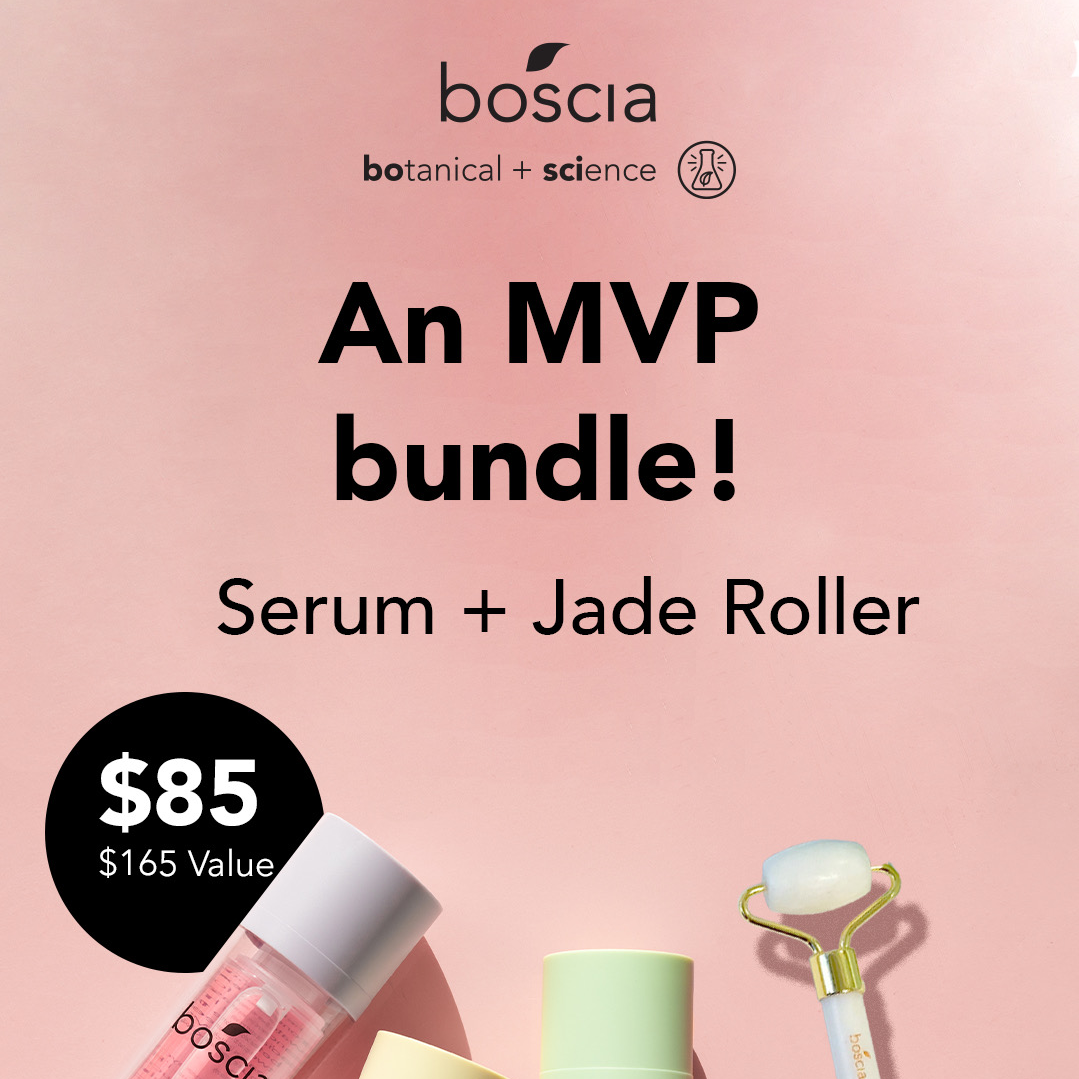 boscia
botanical + science
An MVP
bundle!
Serum + Jade Roller
$85
$165 Value
boscia
boscia